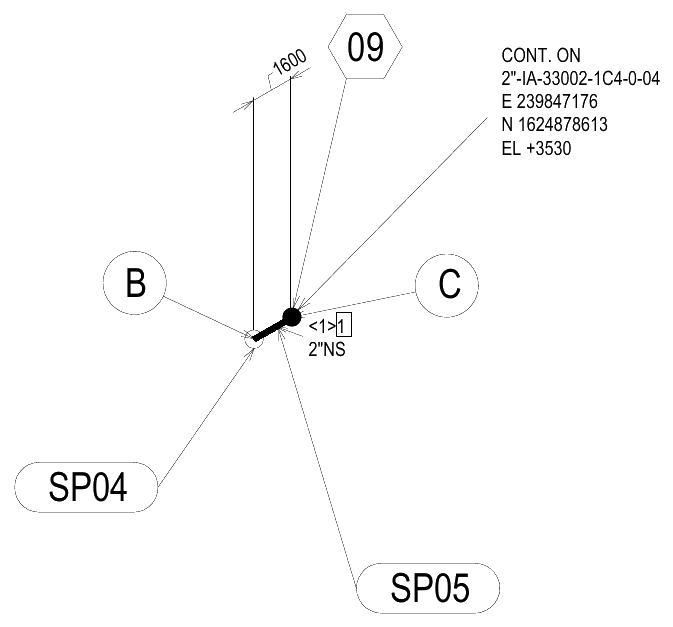 09
1600
CONT. ON
2"-IA-33002-1C4-0-04
E 239847176
N 1624878613
EL +3530
B
C
<1>1
2"NS
SP04
SP05